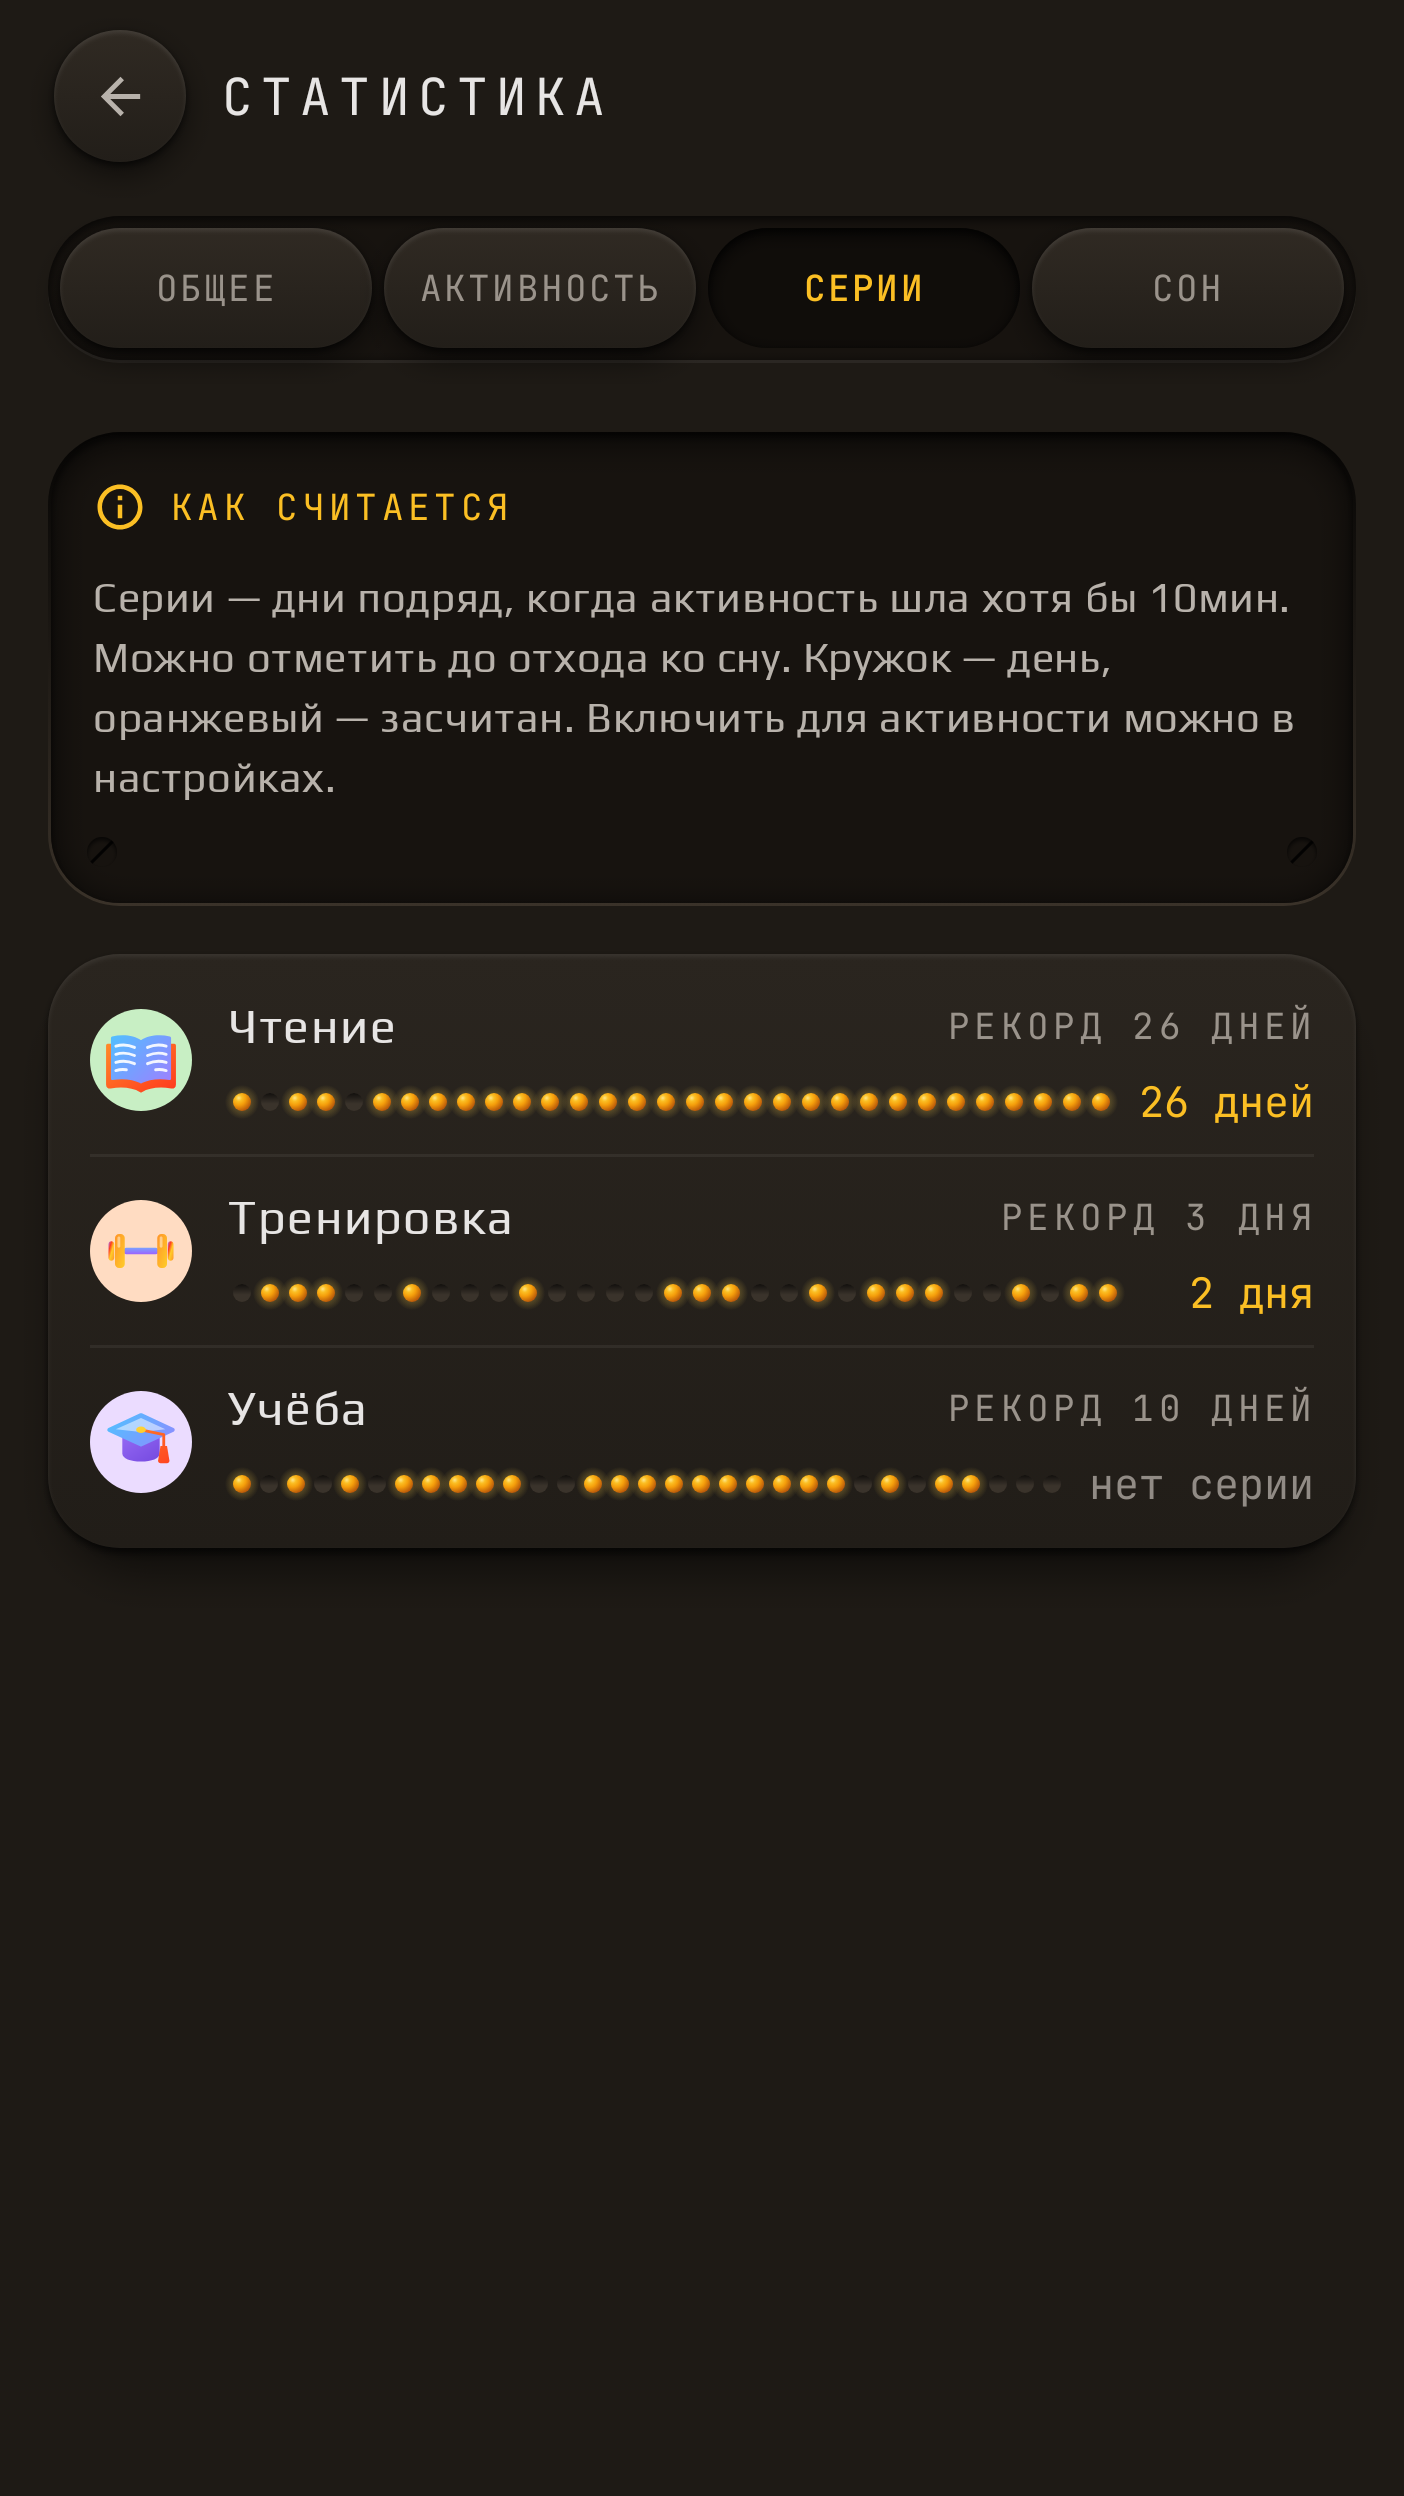 СТАТИСТИКА
ОБЩЕЕ АКТИВНОСТЬ СЕРИИ СОН
КАК СЧИТАЕТСЯ
Серии — дни подряд, когда активность шла хотя бы 10мин.
Можно отметить до отхода ко сну. Кружок — день,
оранжевый — засчитан. Включить для активности можно в
настройках.
Чтение РЕКОРД 26 ДНЕЙ
26 дней
Тренировка РЕКОРД 3 ДНЯ
2 дня
Учёба РЕКОРД 10 ДНЕЙ
нет серии